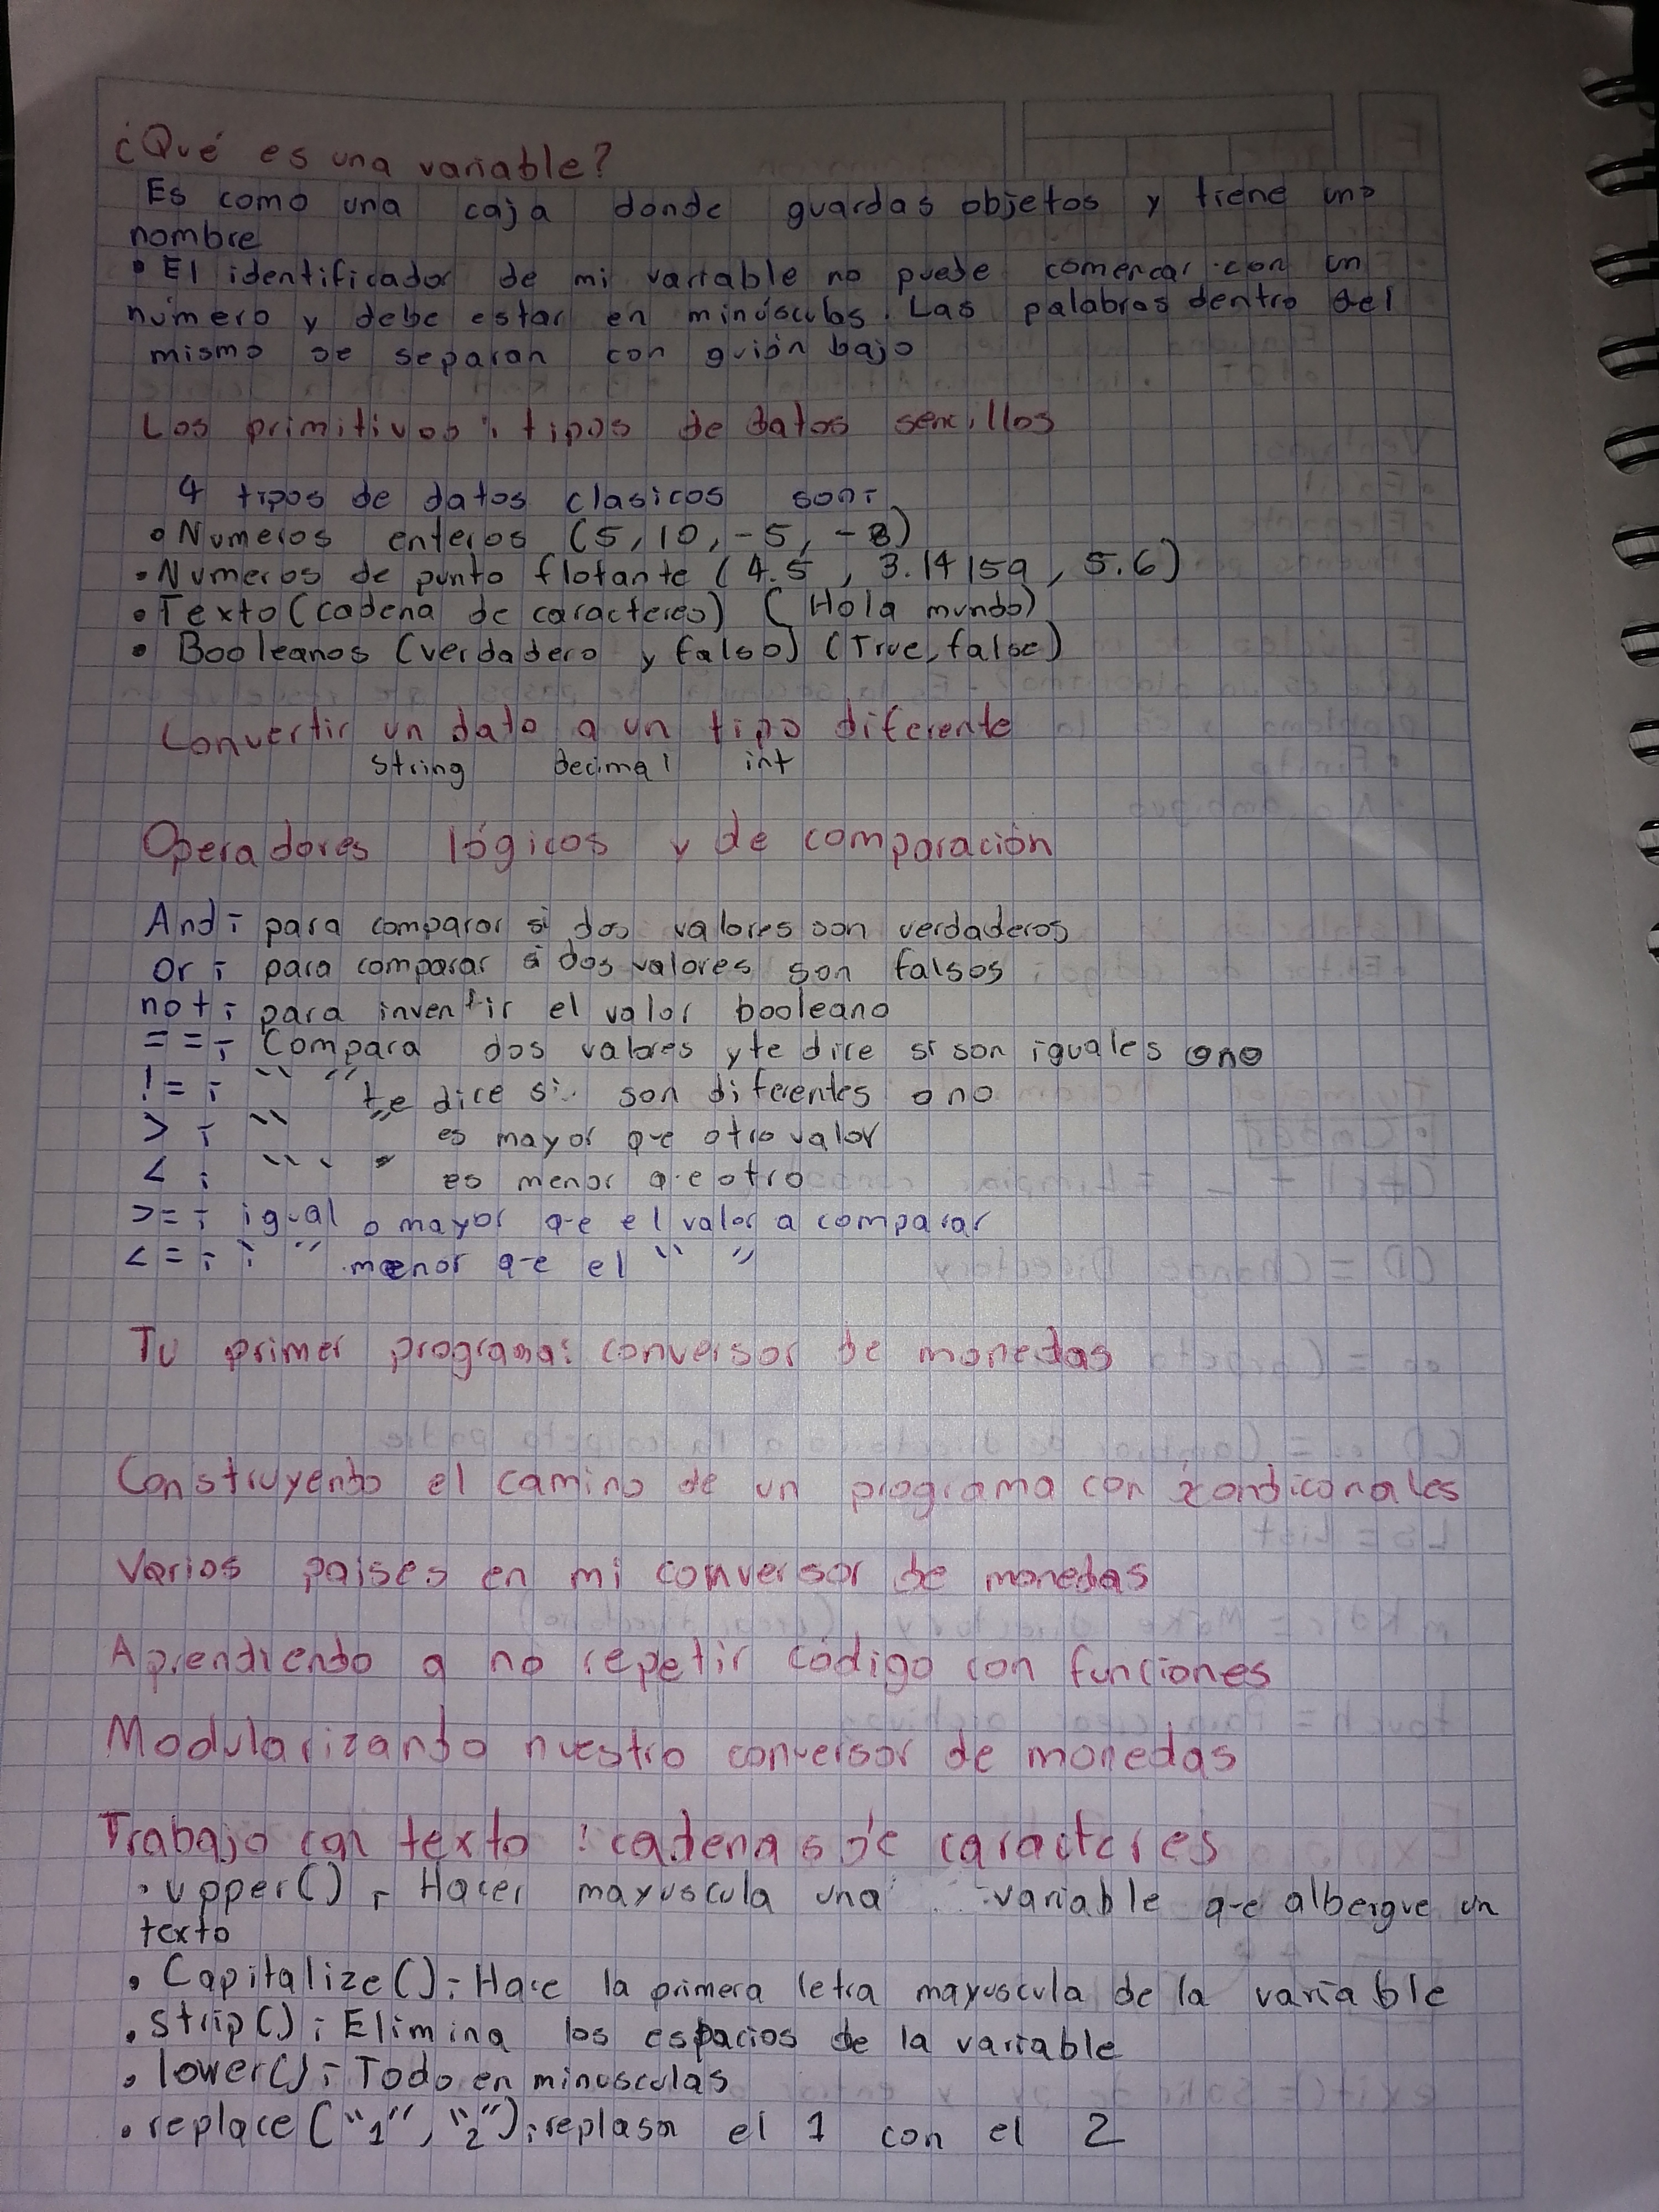 ¿Qué es una variable?
Es como una caja donde guardas objetos y tiene uno
nombre
• El identificador de mi variable no puede comenzar con un
número y debe estar en minúsculas. Las palabras dentro del
mismo se separan con guión bajo
Los primitivos: tipos de datos sencillos
4 tipos de datos clasicos son:
• Numeros enteros (5, 10, -5, -8)
• Numeros de punto flotante (4.5, 3.14159, 5.6)
• Texto (cadena de caracteres) (Hola mundo)
• Booleanos (verdadero y falso) (True, false)
Convertir un dato a un tipo diferente
string decimal int
Operadores lógicos y de comparación
And: para comparar si dos valores son verdaderos
or: para comparar si dos valores son falsos
not: para invertir el valor booleano
==: Compara dos valores y te dice si son iguales o no
!=: " " te dice si son diferentes o no
>: " " es mayor que otro valor
<: " " es menor que otro
>=: igual o mayor que el valor a comparar
<=: " " menor que el " "
Tu primer programa: conversor de monedas
Construyendo el camino de un programa con condiconales
Varios paises en mi conversor de monedas
Aprendiendo a no repetir código con funciones
Modularizando nuestro conversor de monedas
Trabajo con texto: cadenas de caracteres
• upper(): Hacer mayuscula una variable que albergue un
texto
• Capitalize(): Hace la primera letra mayuscula de la variable
• strip(): Elimina los espacios de la variable
• lower(): Todo en minusculas
• replace("1", "2"): replasa el 1 con el 2